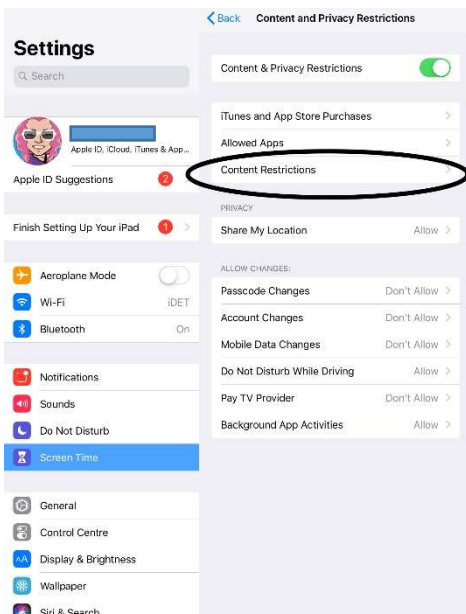 Settings
Search
Apple ID, iCloud, iTunes & App...
Apple ID Suggestions 2
Finish Setting Up Your iPad 1
Aeroplane Mode
Wi-Fi iDET
Bluetooth On
Notifications
Sounds
Do Not Disturb
Screen Time
General
Control Centre
AA Display & Brightness
Wallpaper
Siri & Search
Back Content and Privacy Restrictions
Content & Privacy Restrictions
iTunes and App Store Purchases
Allowed Apps
Content Restrictions
PRIVACY
Share My Location Allow
ALLOW CHANGES:
Passcode Changes Don't Allow
Account Changes Don't Allow
Mobile Data Changes Don't Allow
Do Not Disturb While Driving Allow
Pay TV Provider Don't Allow
Background App Activities Allow